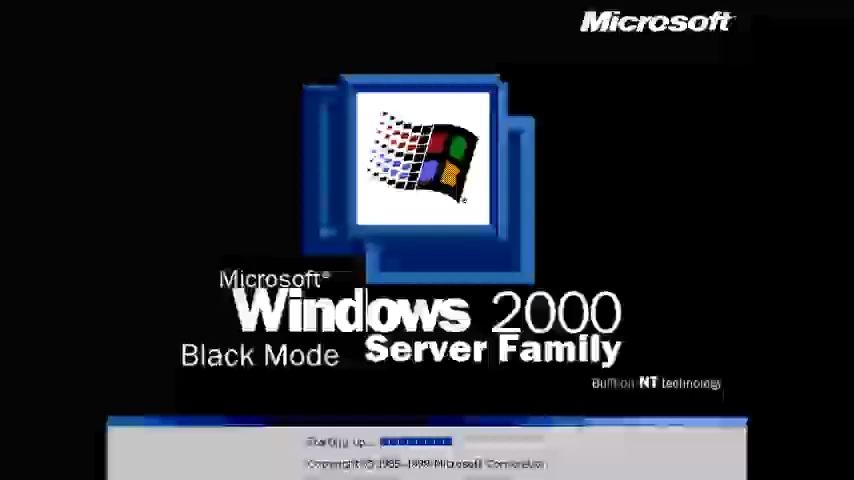 Microsoft
Microsoft®
Windows 2000
Black Mode Server Family
Built on NT technology
Starting up...
Copyright © 1985-1999 Microsoft Corporation